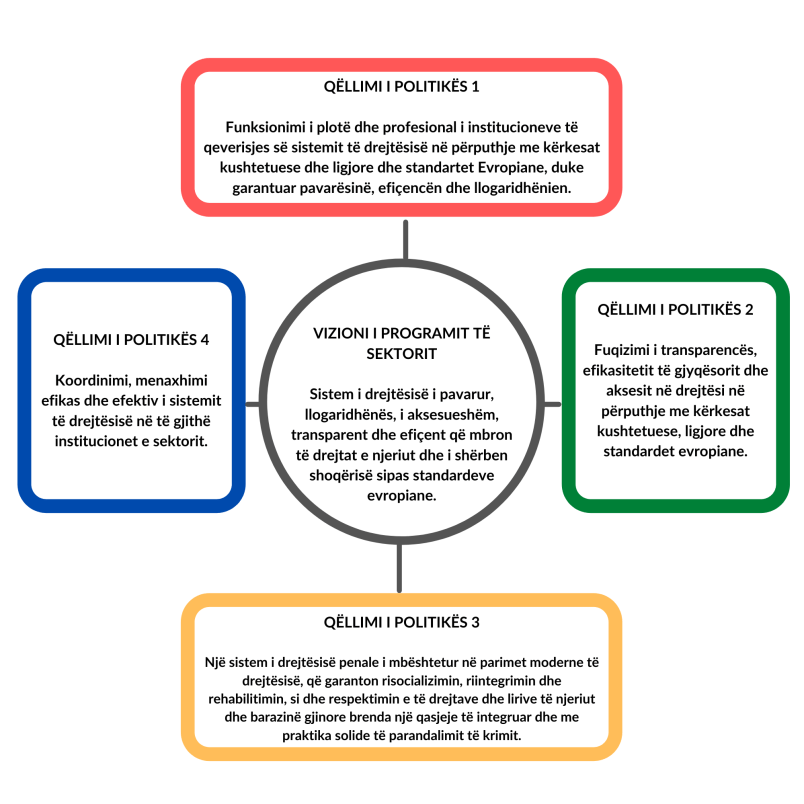 QËLLIMI I POLITIKËS 1
Funksionimi i plotë dhe profesional i institucioneve të
qeverisjes së sistemit të drejtësisë në përputhje me kërkesat
kushtetuese dhe ligjore dhe standartet Evropiane, duke
garantuar pavarësinë, efiçencën dhe llogaridhënien.
QËLLIMI I POLITIKËS 4
Koordinimi, menaxhimi
efikas dhe efektiv i sistemit
të drejtësisë në të gjithë
institucionet e sektorit.
VIZIONI I PROGRAMIT TË
SEKTORIT
Sistem i drejtësisë i pavarur,
llogaridhënës, i aksesueshëm,
transparent dhe efiçent që mbron
të drejtat e njeriut dhe i shërben
shoqërisë sipas standardeve
evropiane.
QËLLIMI I POLITIKËS 2
Fuqizimi i transparencës,
efikasitetit të gjyqësorit dhe
aksesit në drejtësi në
përputhje me kërkesat
kushtetuese, ligjore dhe
standardet evropiane.
QËLLIMI I POLITIKËS 3
Një sistem i drejtësisë penale i mbështetur në parimet moderne të
drejtësisë, që garanton risocializimin, riintegrimin dhe
rehabilitimin, si dhe respektimin e të drejtave dhe lirive të njeriut
dhe barazinë gjinore brenda një qasjeje të integruar dhe me
praktika solide të parandalimit të krimit.